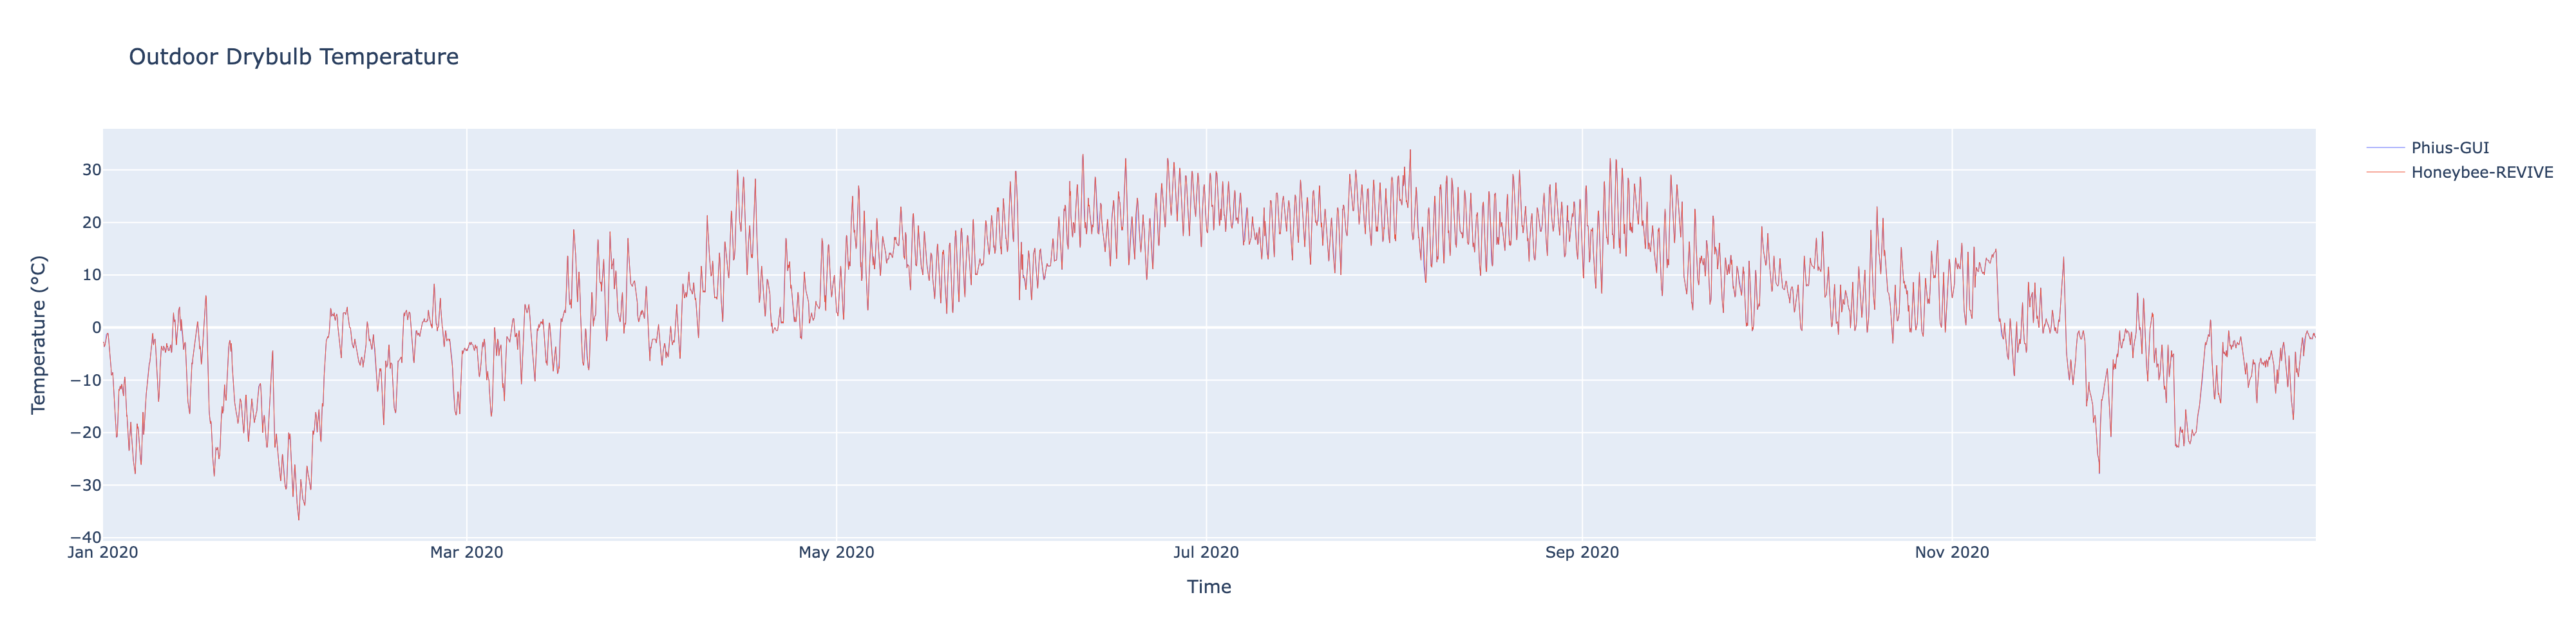 Outdoor Drybulb Temperature
Phius-GUI
Honeybee-REVIVE
Temperature (°C)
30
20
10
0
−10
−20
−30
−40
Jan 2020
Mar 2020
May 2020
Jul 2020
Sep 2020
Nov 2020
Time